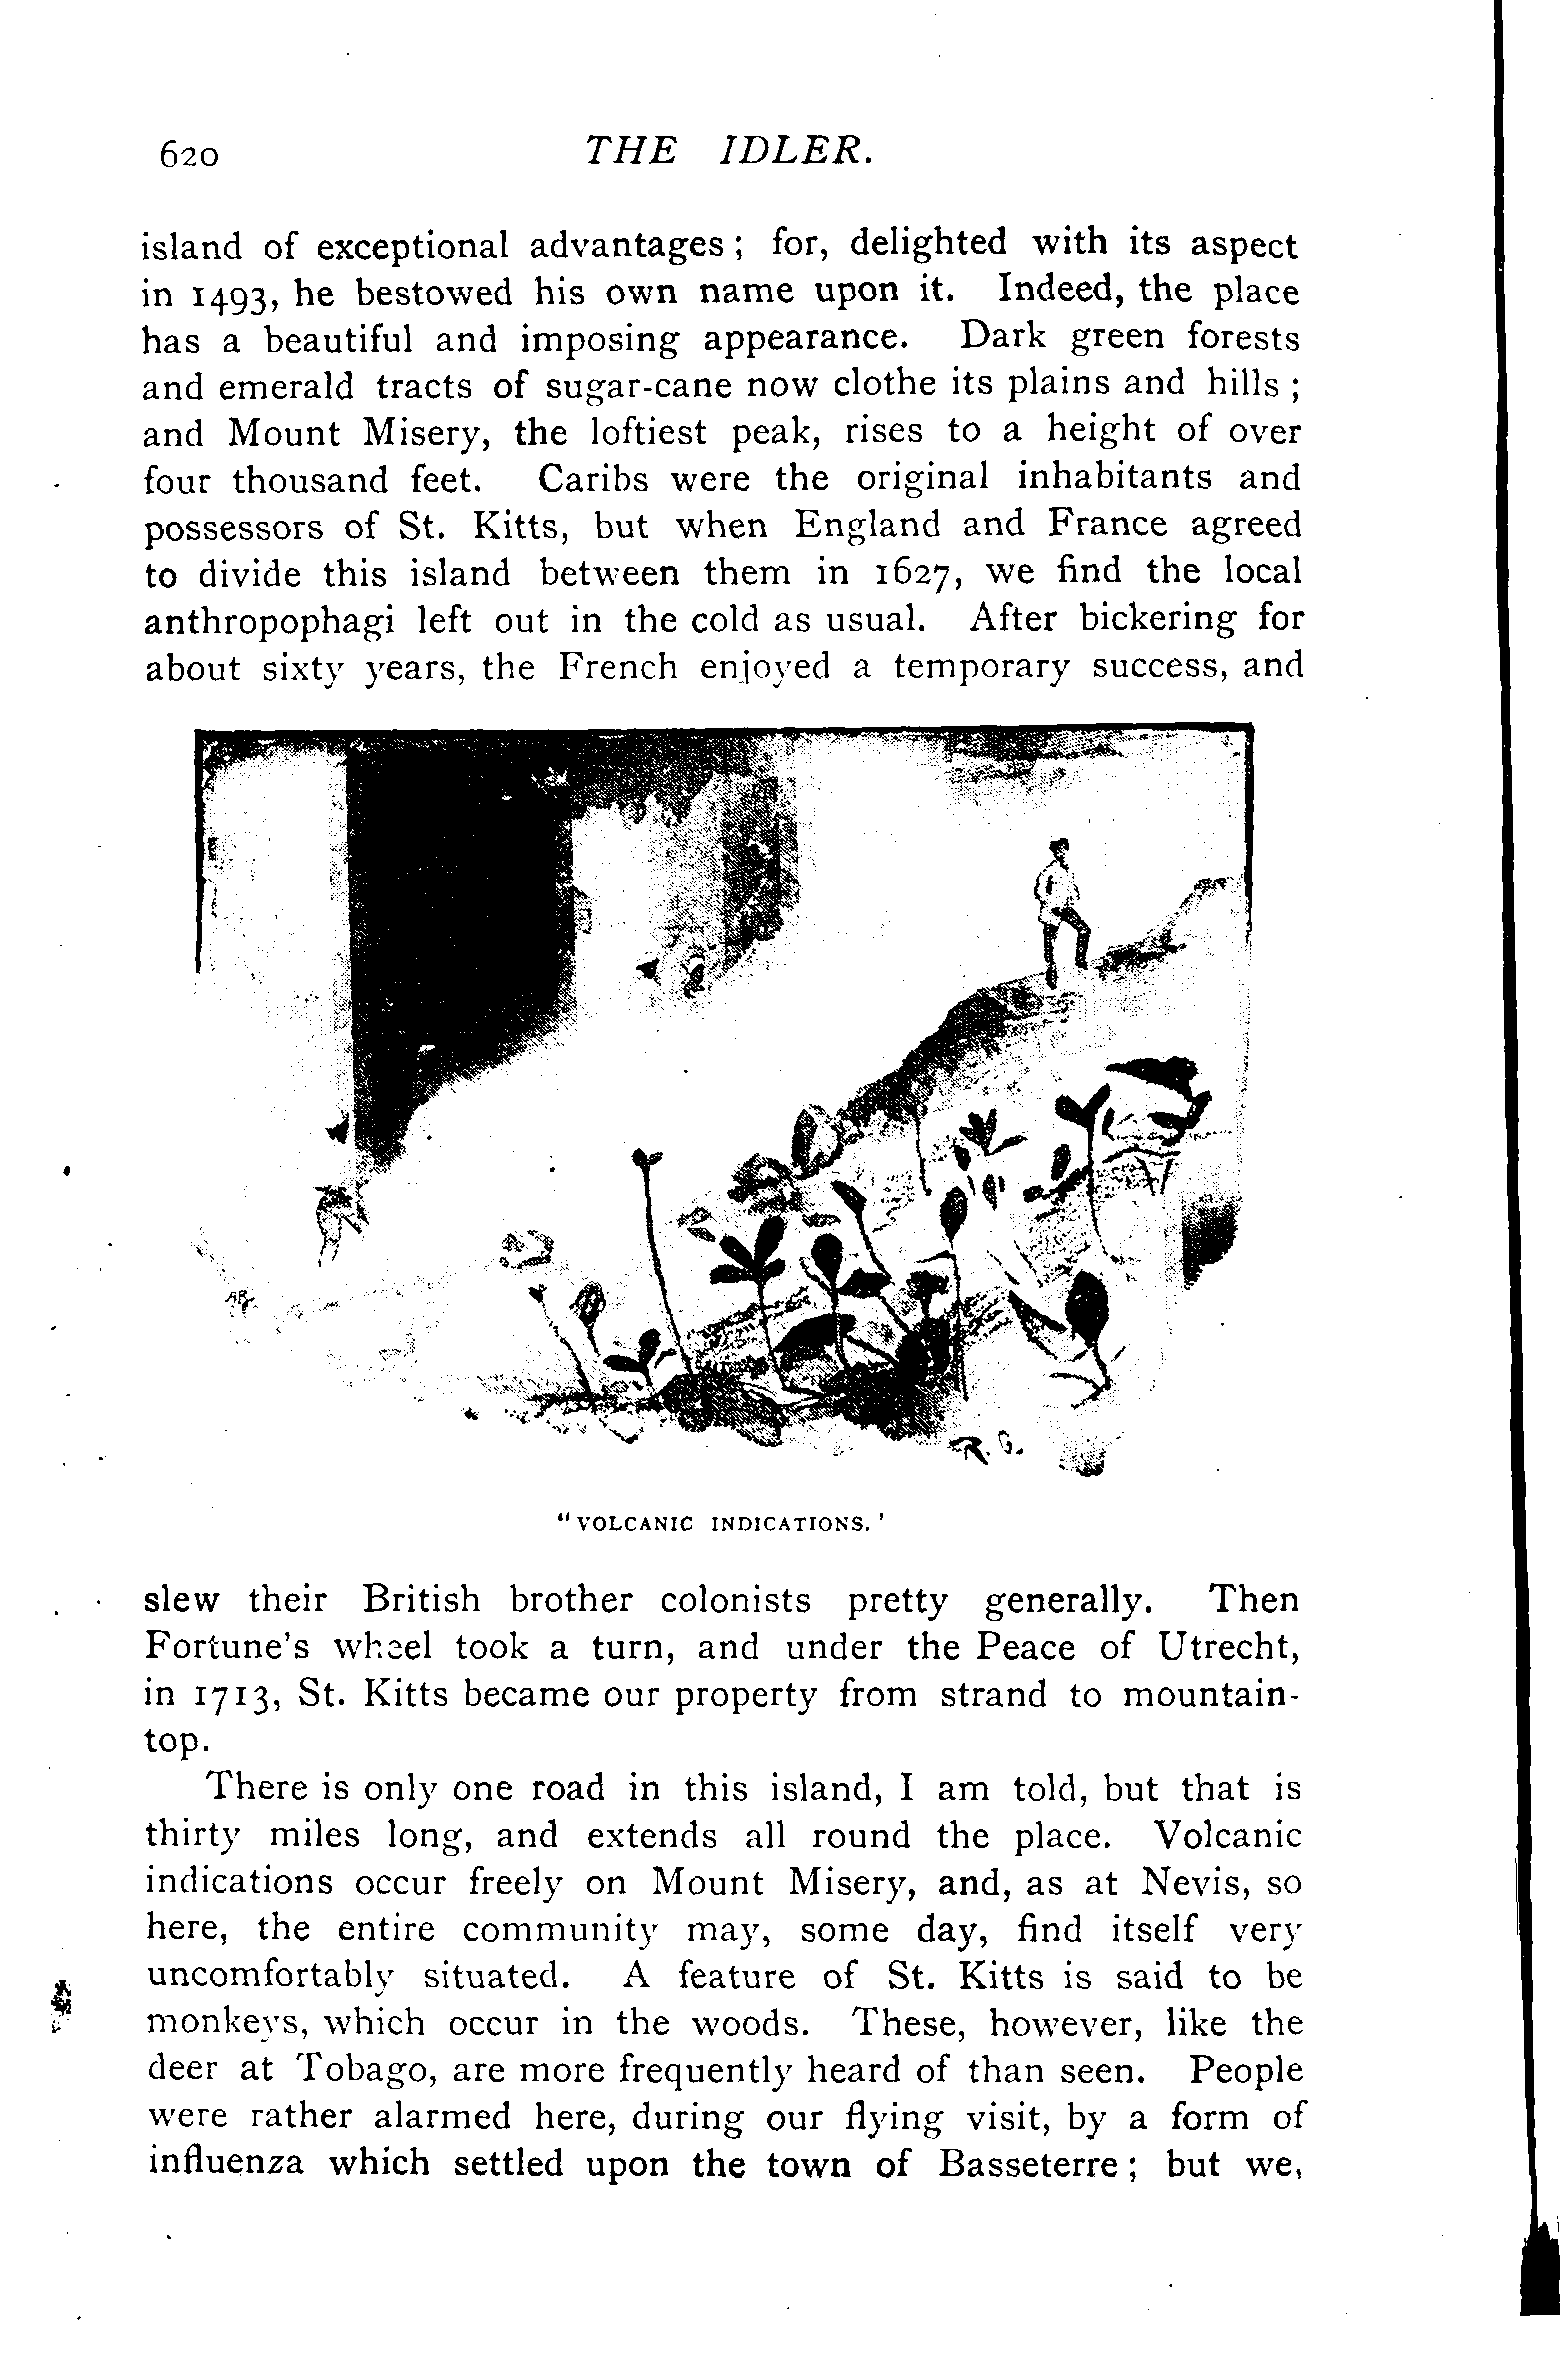 620 THE IDLER.
island of exceptional advantages; for, delighted with its aspect
in 1493, he bestowed his own name upon it. Indeed, the place
has a beautiful and imposing appearance. Dark green forests
and emerald tracts of sugar-cane now clothe its plains and hills;
and Mount Misery, the loftiest peak, rises to a height of over
four thousand feet. Caribs were the original inhabitants and
possessors of St. Kitts, but when England and France agreed
to divide this island between them in 1627, we find the local
anthropophagi left out in the cold as usual. After bickering for
about sixty years, the French enjoyed a temporary success, and
R. G.
"VOLCANIC INDICATIONS.'
slew their British brother colonists pretty generally. Then
Fortune's wheel took a turn, and under the Peace of Utrecht,
in 1713, St. Kitts became our property from strand to mountain-
top.
There is only one road in this island, I am told, but that is
thirty miles long, and extends all round the place. Volcanic
indications occur freely on Mount Misery, and, as at Nevis, so
here, the entire community may, some day, find itself very
uncomfortably situated. A feature of St. Kitts is said to be
monkeys, which occur in the woods. These, however, like the
deer at Tobago, are more frequently heard of than seen. People
were rather alarmed here, during our flying visit, by a form of
influenza which settled upon the town of Basseterre; but we,